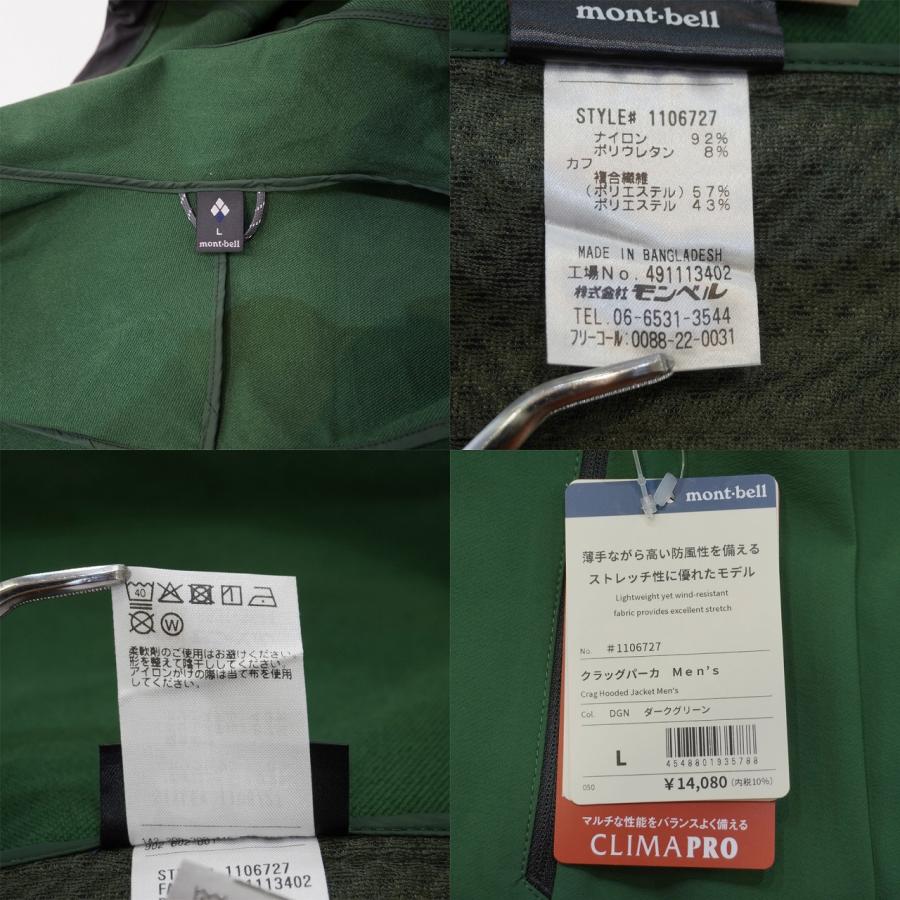 L
mont-bell
mont-bell
STYLE# 1106727
ナイロン 92%
ポリウレタン 8%
カフ
複合繊維
(ポリエステル) 57%
ポリエステル 43%
MADE IN BANGLADESH
工場No. 491113402
株式会社 モンベル
TEL. 06-6531-3544
フリーコール:0088-22-0031
40
W
柔軟剤のご使用はお避けください。
形を整えて陰干ししてください。
アイロンがけの際は当て布を使用
してください。
STYLE# 1106727
mont-bell
薄手ながら高い防風性を備える
ストレッチ性に優れたモデル
Lightweight yet wind-resistant
fabric provides excellent stretch
No. #1106727
クラッグパーカ Men's
Crag Hooded Jacket Men's
Col. DGN ダークグリーン
L
4548801935788
050 ¥14,080 (内税10%)
マルチな性能をバランスよく備える
CLIMAPRO